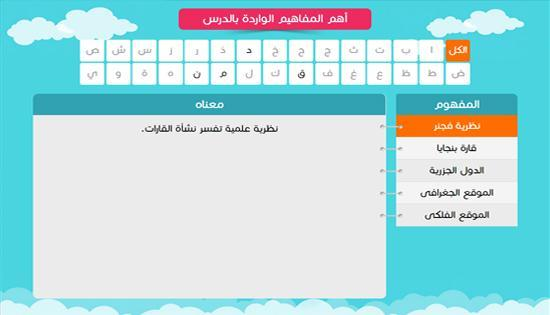 أهم المفاهيم الواردة بالدرس
الكل ا ب ت ث ج ح خ د ذ ر ز س ش ص
ض ط ظ ع غ ف ق ك ل م ن ه ة و ي
المفهوم
معناه
نظرية فجنر
نظرية علمية تفسر نشأة القارات.
قارة بنجايا
الدول الجزرية
الموقع الجغرافى
الموقع الفلكى